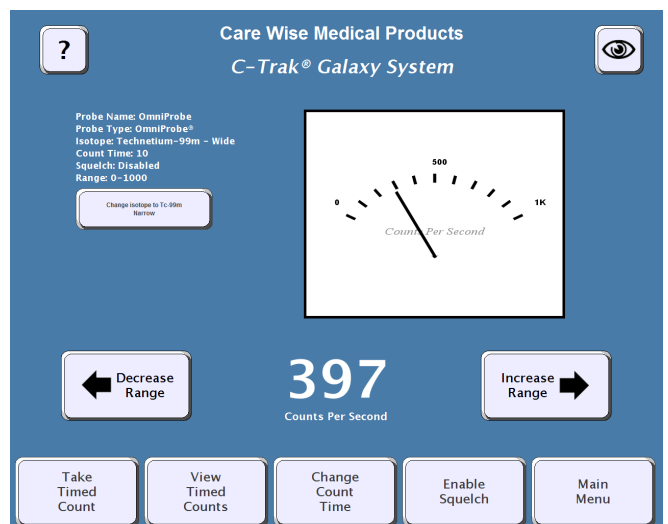 ?
Care Wise Medical Products
C-Trak® Galaxy System
Probe Name: OmniProbe
Probe Type: OmniProbe®
Isotope: Technetium-99m - Wide
Count Time: 10
Squelch: Disabled
Range: 0-1000
Change isotope to Tc-99m
Narrow
0
500
1K
Counts Per Second
Decrease
Range
397
Counts Per Second
Increase
Range
Take
Timed
Count
View
Timed
Counts
Change
Count
Time
Enable
Squelch
Main
Menu